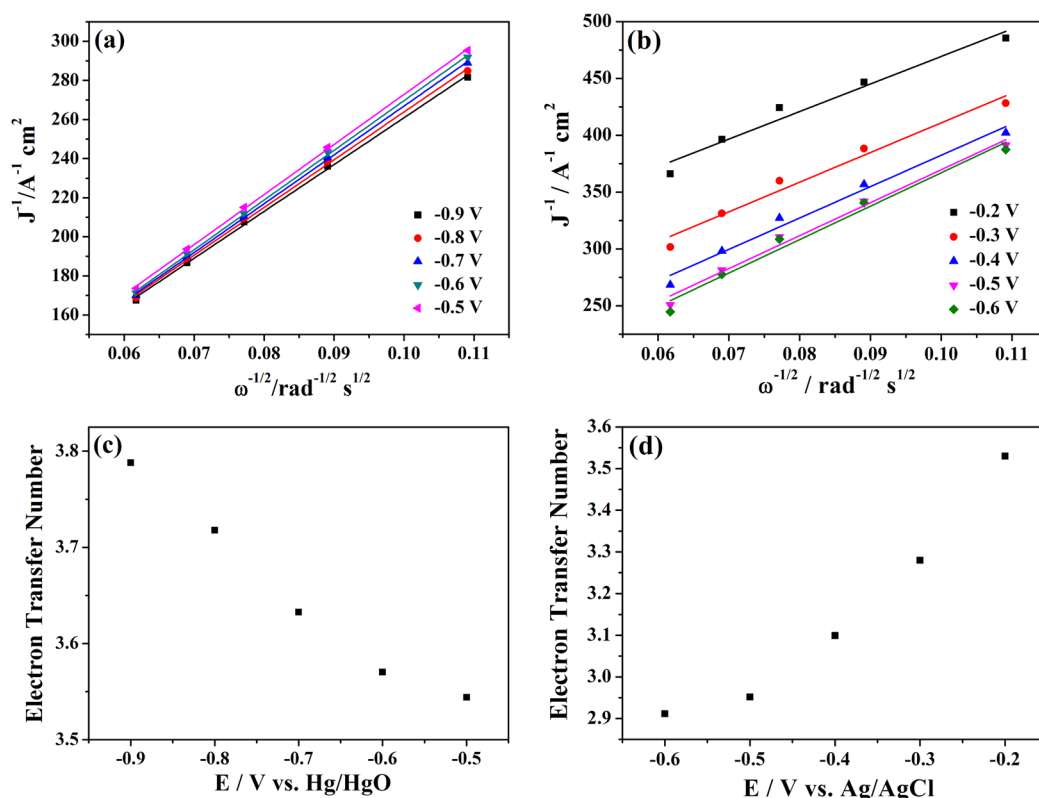 (a)
300
280
260
240
220
200
180
160
J⁻¹/A⁻¹ cm²
-0.9 V
-0.8 V
-0.7 V
-0.6 V
-0.5 V
0.06 0.07 0.08 0.09 0.10 0.11
ω⁻¹/²/rad⁻¹/² s¹/²
(b)
500
450
400
350
300
250
J⁻¹ / A⁻¹ cm²
-0.2 V
-0.3 V
-0.4 V
-0.5 V
-0.6 V
0.06 0.07 0.08 0.09 0.10 0.11
ω⁻¹/² / rad⁻¹/² s¹/²
(c)
3.8
3.7
3.6
3.5
Electron Transfer Number
-0.9 -0.8 -0.7 -0.6 -0.5
E / V vs. Hg/HgO
(d)
3.6
3.5
3.4
3.3
3.2
3.1
3.0
2.9
Electron Transfer Number
-0.6 -0.5 -0.4 -0.3 -0.2
E / V vs. Ag/AgCl